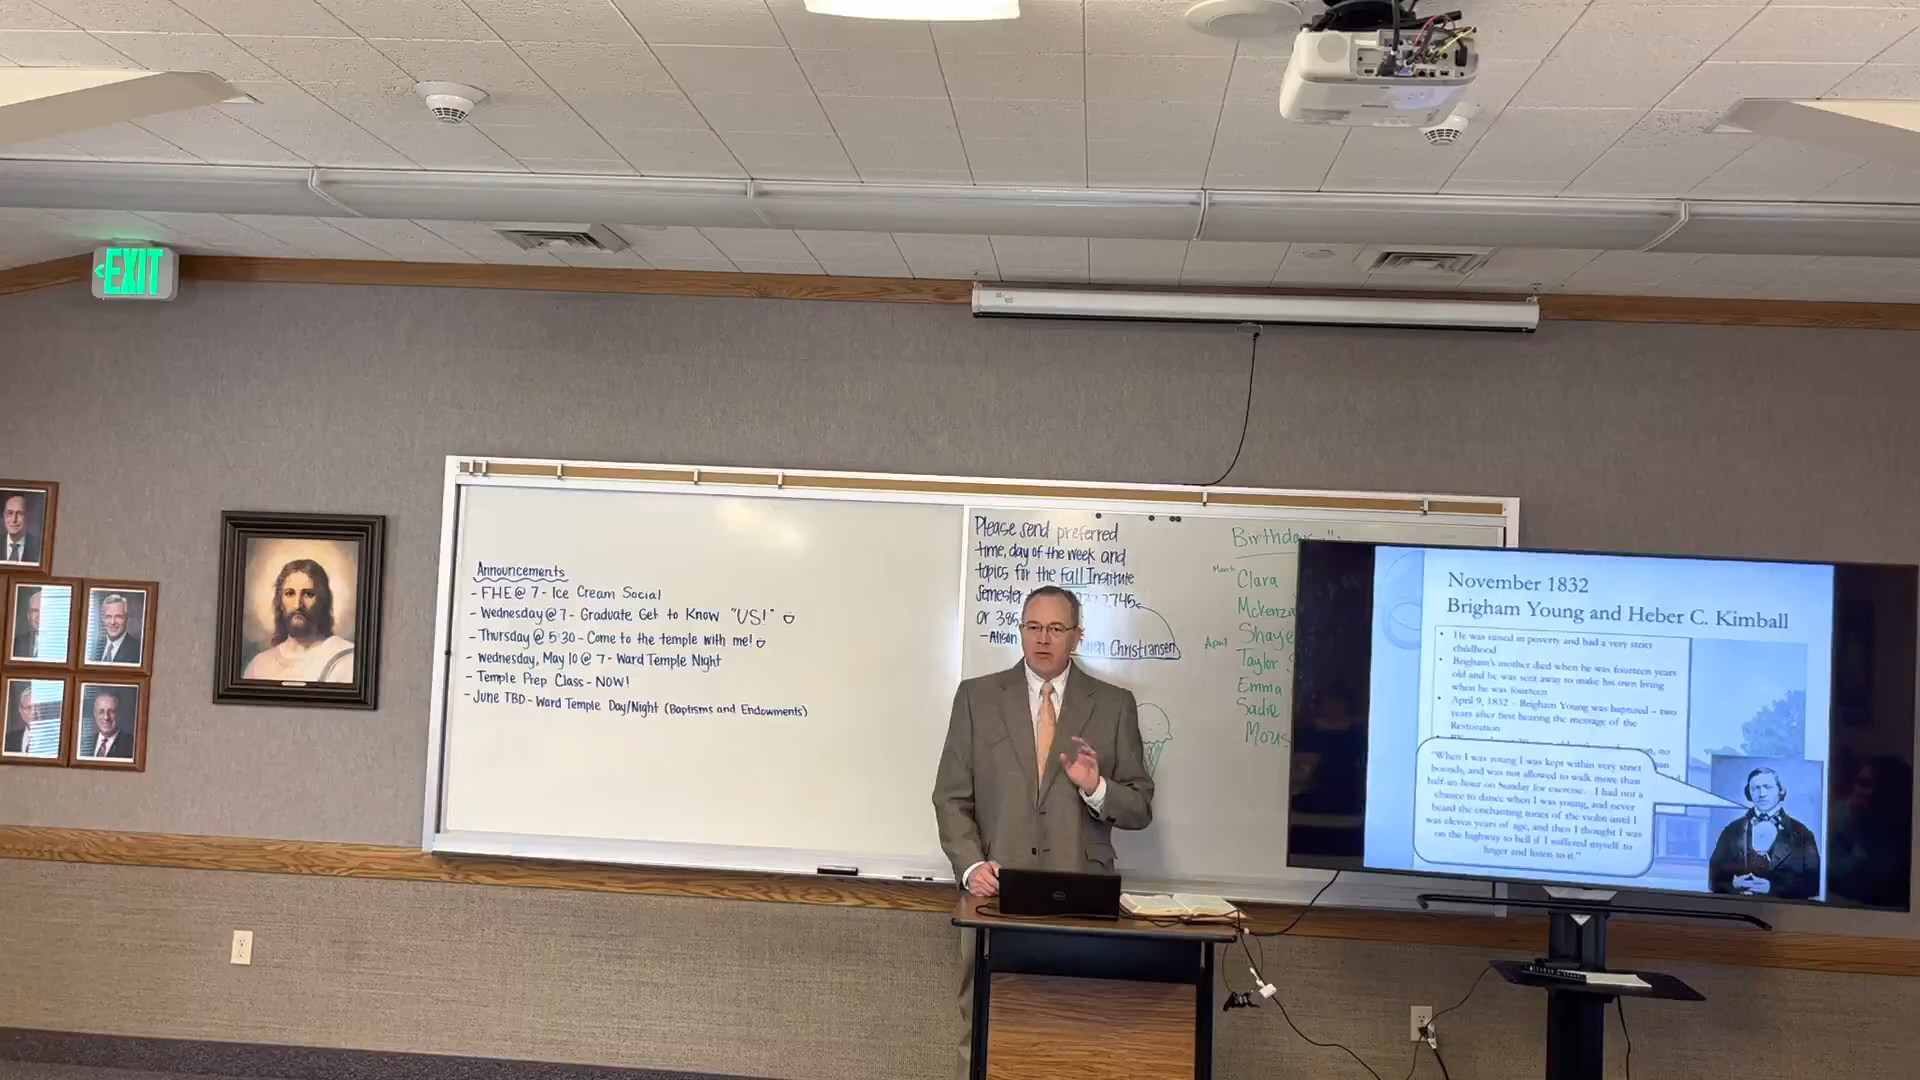 EXIT
Announcements
- FHE @ 7 - Ice Cream Social
- Wednesday @ 7 - Graduate Get to Know "US!"
- Thursday @ 5:30 - Come to the temple with me!
- Wednesday, May 10 @ 7 - Ward Temple Night
- Temple Prep Class - NOW!
- June TBD - Ward Temple Day/Night (Baptisms and Endowments)
Please send preferred
time, day of the week and
topics for the Fall Institute
Semester
or 385
- Alison
Christiansen
March
Clara
April
Taylor
Emma
Sadie
November 1832
Brigham Young and Heber C. Kimball
• He was raised in poverty and had a very strict
childhood
• Brigham's mother died when he was fourteen years
old and he was sent away to make his own living
when he was fourteen
• April 9, 1832 - Brigham Young was baptized - two
years after first hearing the message of the
Restoration
"When I was young I was kept within very strict
bounds, and was not allowed to walk more than
half-an-hour on Sunday for exercise... I had not a
chance to dance when I was young, and never
heard the enchanting tones of the violin until I
was eleven years of age, and then I thought I was
on the highway to hell if I suffered myself to
linger and listen to it."
DELL